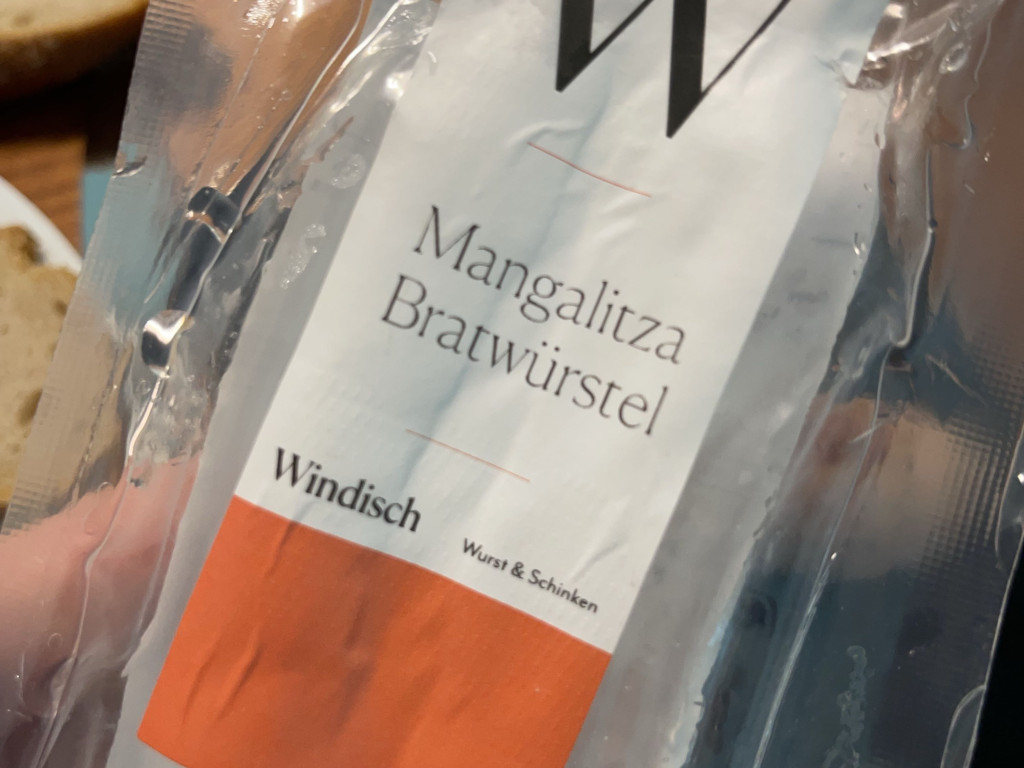 W
Mangalitza
Bratwürstel
Windisch
Wurst & Schinken